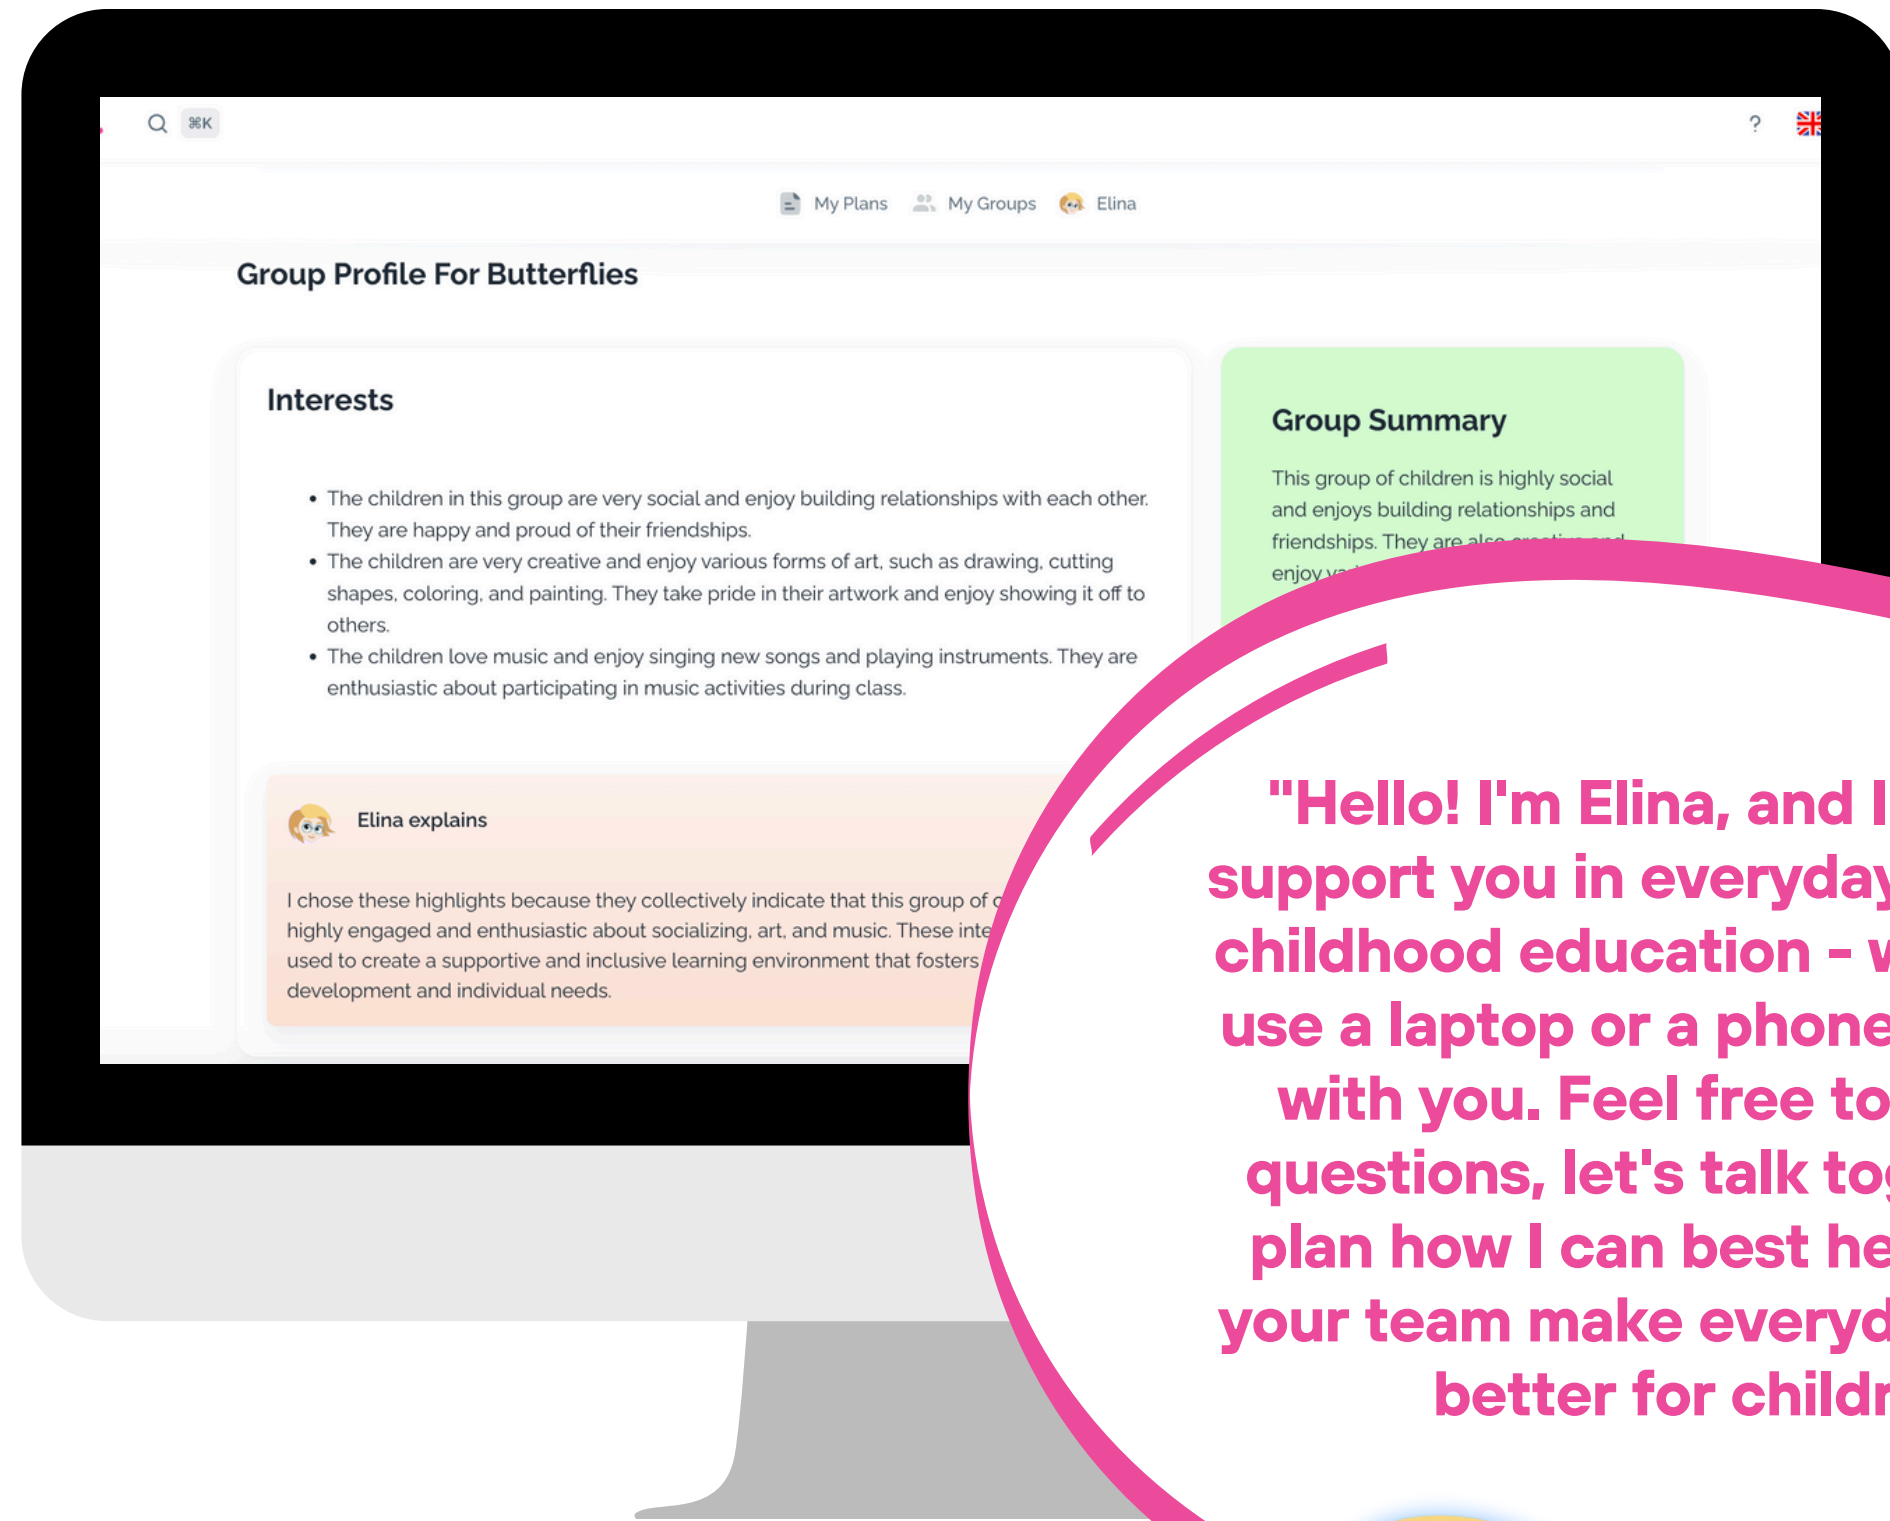 ⌘K
?
My Plans My Groups Elina
Group Profile For Butterflies
Interests
• The children in this group are very social and enjoy building relationships with each other.
They are happy and proud of their friendships.
• The children are very creative and enjoy various forms of art, such as drawing, cutting
shapes, coloring, and painting. They take pride in their artwork and enjoy showing it off to
others.
• The children love music and enjoy singing new songs and playing instruments. They are
enthusiastic about participating in music activities during class.
Elina explains
I chose these highlights because they collectively indicate that this group of
highly engaged and enthusiastic about socializing, art, and music. These
used to create a supportive and inclusive learning environment that fosters
development and individual needs.
Group Summary
This group of children is highly social
and enjoys building relationships and
friendships. They are also creative and
enjoy
"Hello! I'm Elina, and I
support you in everyday
childhood education -
use a laptop or a phone
with you. Feel free to
questions, let's talk
plan how I can best
your team make
better for